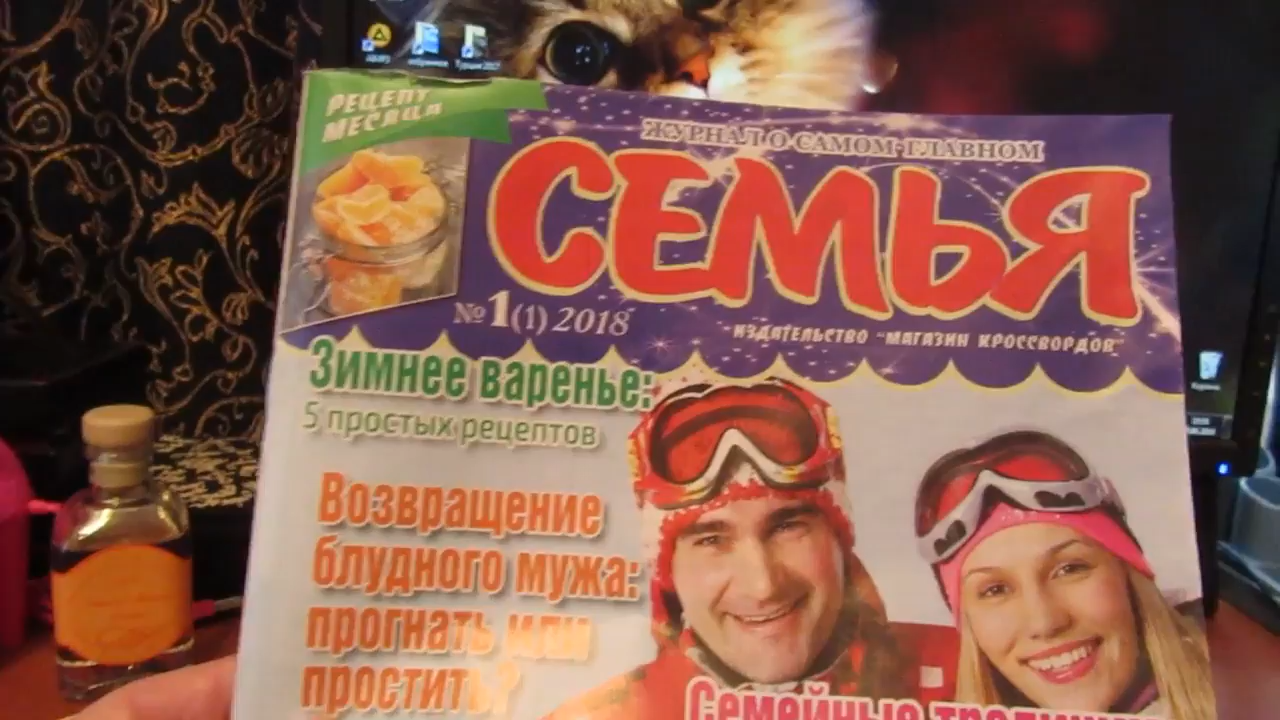 РЕЦЕПТ
МЕСЯЦА
ЖУРНАЛ О САМОМ ГЛАВНОМ
СЕМЬЯ
№ 1(1) 2018
ИЗДАТЕЛЬСТВО "МАГАЗИН КРОССВОРДОВ"
Зимнее варенье:
5 простых рецептов
Возвращение
блудного мужа:
прогнать или
простить?
Семейные